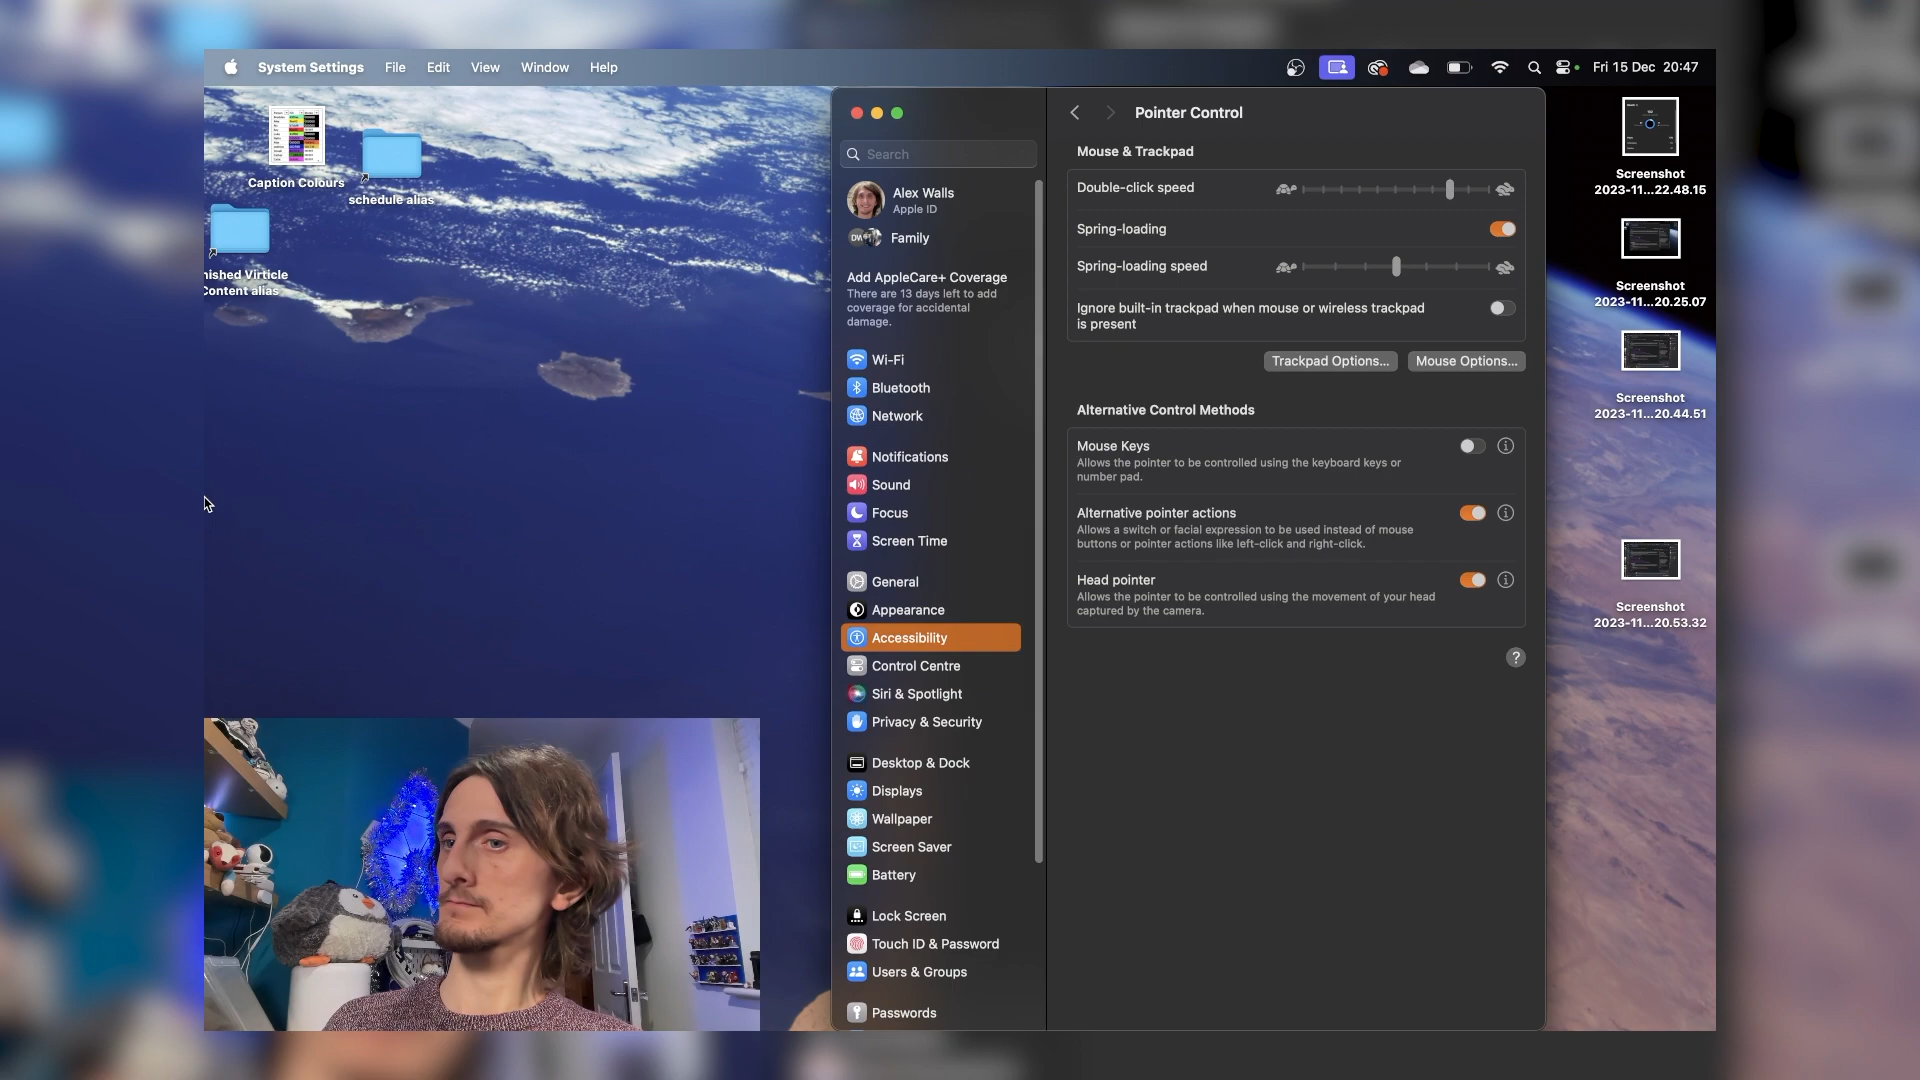 System Settings File Edit View Window Help
Fri 15 Dec 20:47
Caption Colours
schedule alias
nished Virticle
Content alias
Search
Alex Walls
Apple ID
Family
Add AppleCare+ Coverage
There are 13 days left to add
coverage for accidental
damage.
Wi-Fi
Bluetooth
Network
Notifications
Sound
Focus
Screen Time
General
Appearance
Accessibility
Control Centre
Siri & Spotlight
Privacy & Security
Desktop & Dock
Displays
Wallpaper
Screen Saver
Battery
Lock Screen
Touch ID & Password
Users & Groups
Passwords
Pointer Control
Mouse & Trackpad
Double-click speed
Spring-loading
Spring-loading speed
Ignore built-in trackpad when mouse or wireless trackpad
is present
Trackpad Options...
Mouse Options...
Alternative Control Methods
Mouse Keys
Allows the pointer to be controlled using the keyboard keys or
number pad.
Alternative pointer actions
Allows a switch or facial expression to be used instead of mouse
buttons or pointer actions like left-click and right-click.
Head pointer
Allows the pointer to be controlled using the movement of your head
captured by the camera.
?
Screenshot
2023-11...22.48.15
Screenshot
2023-11...20.25.07
Screenshot
2023-11...20.44.51
Screenshot
2023-11...20.53.32